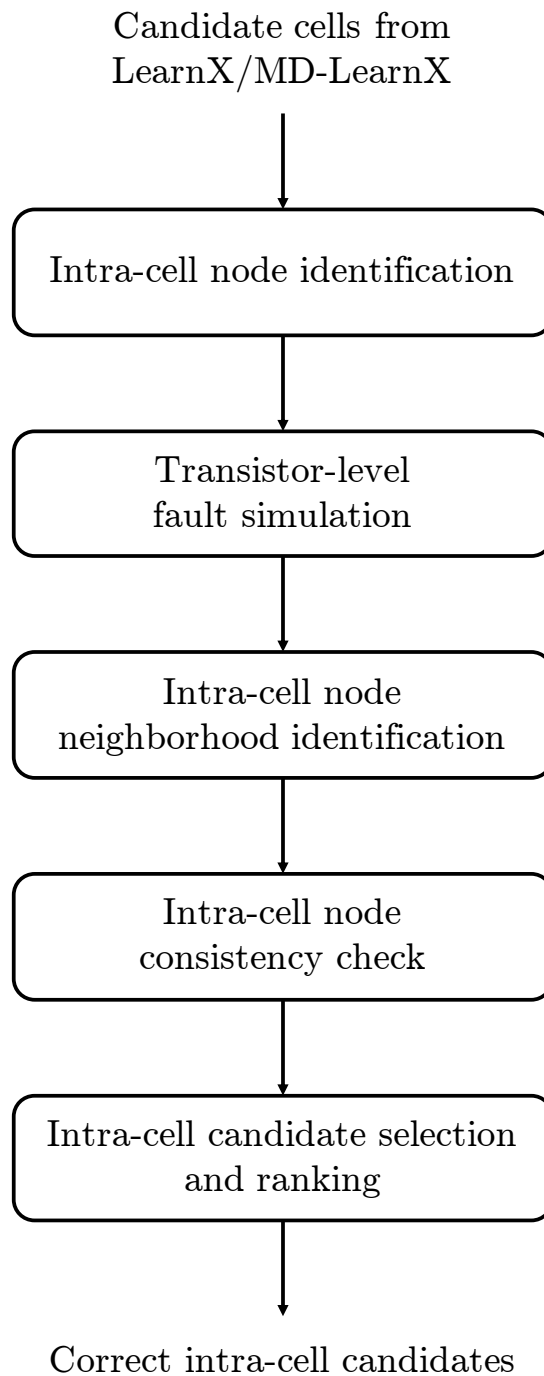 Candidate cells from
LearnX/MD-LearnX
Intra-cell node identification
Transistor-level
fault simulation
Intra-cell node
neighborhood identification
Intra-cell node
consistency check
Intra-cell candidate selection
and ranking
Correct intra-cell candidates